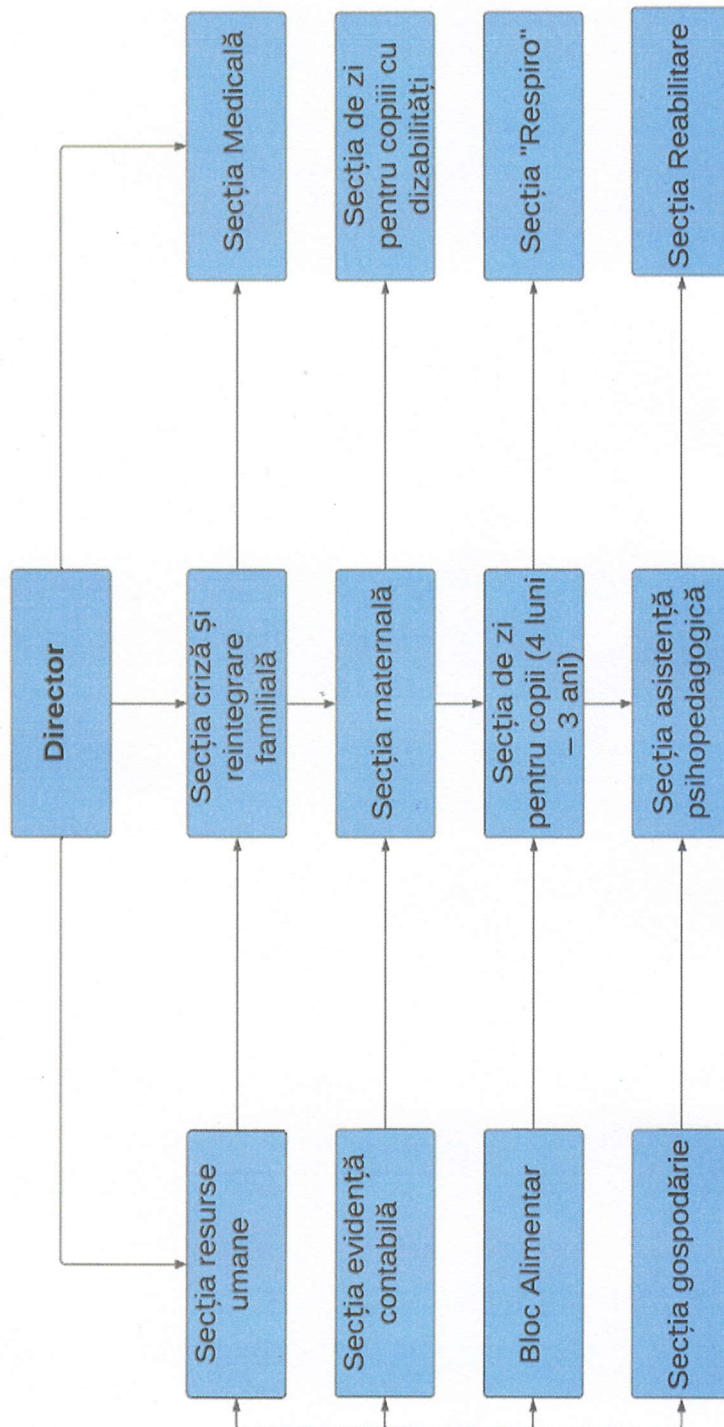 Director
Secția resurse
umane
Secția criză și
reintegrare
familială
Secția Medicală
Secția evidență
contabilă
Secția maternală
Secția de zi
pentru copiii cu
dizabilități
Bloc Alimentar
Secția de zi
pentru copii (4 luni
– 3 ani)
Secția "Respiro"
Secția gospodărie
Secția asistență
psihopedagogică
Secția Reabilitare